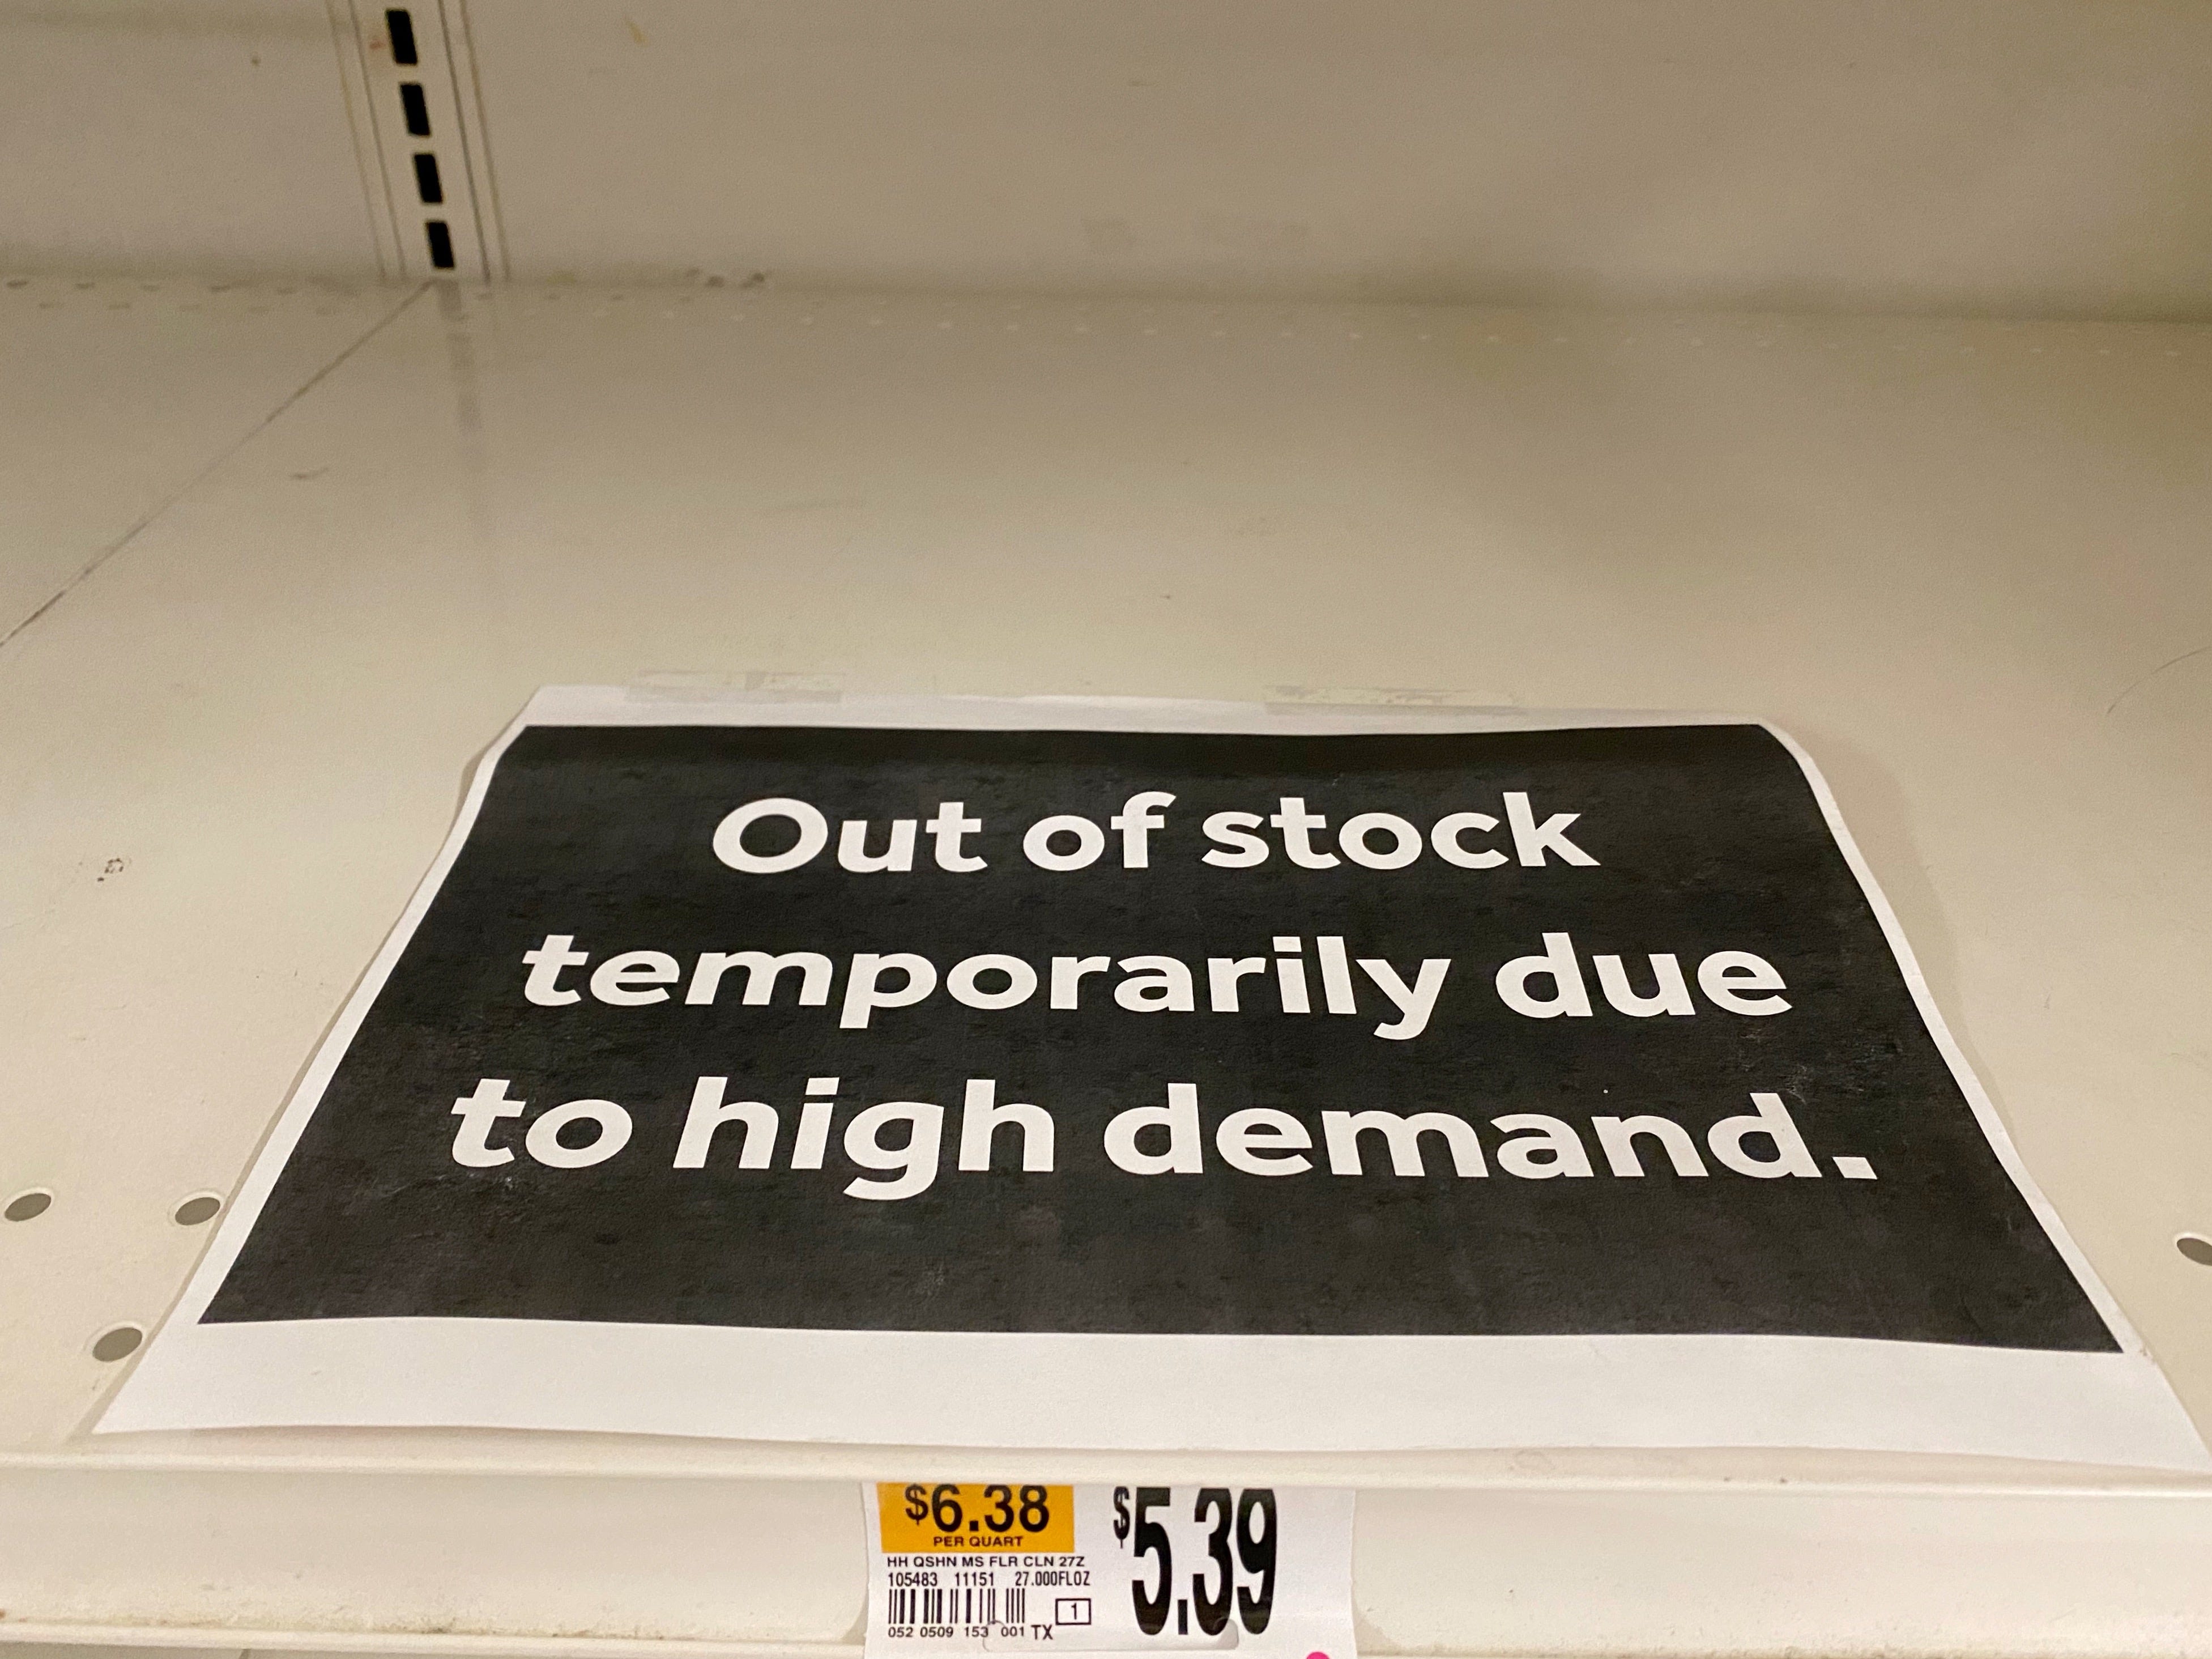 Out of stock
temporarily due
to high demand.
$6.38
PER QUART
HH QSHN MS FLR CLN 27Z
105483 11151 27.000FLOZ
1
052 0509 153 001 TX
$5.39